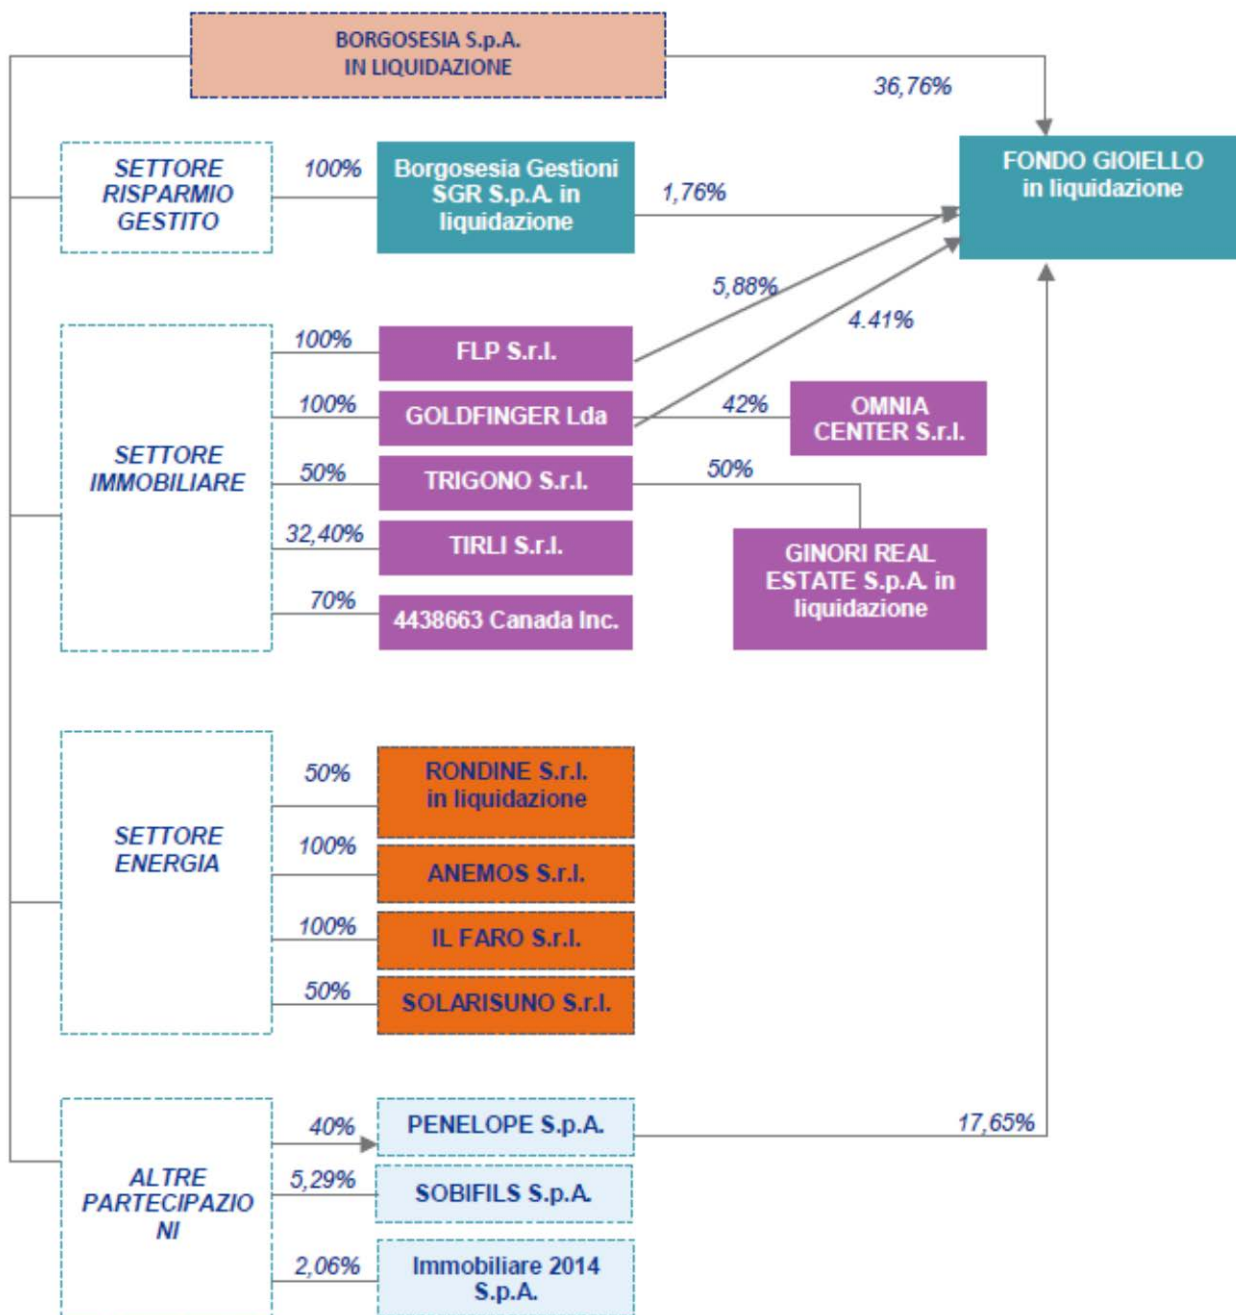 BORGOSESIA S.p.A.
IN LIQUIDAZIONE
36,76%
SETTORE
RISPARMIO
GESTITO
100%
Borgosesia Gestioni
SGR S.p.A. in
liquidazione
1,76%
FONDO GIOIELLO
in liquidazione
5,88%
4.41%
SETTORE
IMMOBILIARE
100%
FLP S.r.l.
100%
GOLDFINGER Lda
42%
OMNIA
CENTER S.r.l.
50%
TRIGONO S.r.l.
50%
GINORI REAL
ESTATE S.p.A. in
liquidazione
32,40%
TIRLI S.r.l.
70%
4438663 Canada Inc.
SETTORE
ENERGIA
50%
RONDINE S.r.l.
in liquidazione
100%
ANEMOS S.r.l.
100%
IL FARO S.r.l.
50%
SOLARISUNO S.r.l.
ALTRE
PARTECIPAZIO
NI
40%
PENELOPE S.p.A.
17,65%
5,29%
SOBIFILS S.p.A.
2,06%
Immobiliare 2014
S.p.A.